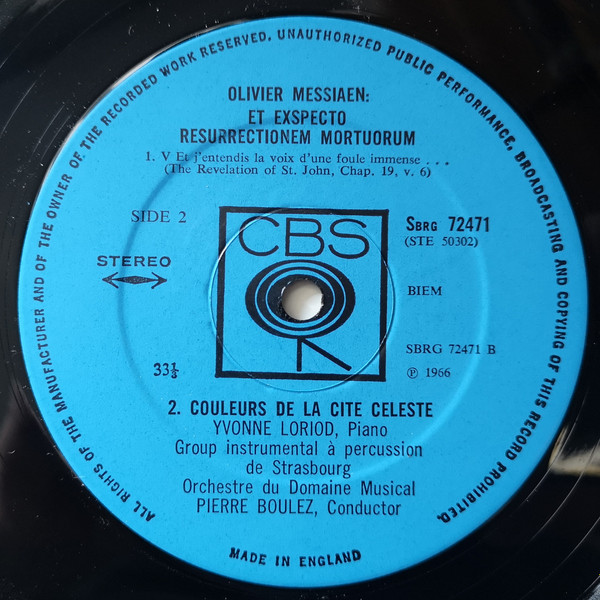 ALL RIGHTS OF THE MANUFACTURER AND OF THE OWNER OF THE RECORDED WORK RESERVED. UNAUTHORIZED PUBLIC PERFORMANCE, BROADCASTING AND COPYING OF THIS RECORD PROHIBITED.
OLIVIER MESSIAEN:
ET EXSPECTO
RESURRECTIONEM MORTUORUM
1. V Et j'entendis la voix d'une foule immense . . .
(The Revelation of St. John, Chap. 19, v. 6)
SIDE 2
CBS
SBRG 72471
(STE 50302)
STEREO
BIEM
33⅓
SBRG 72471 B
℗ 1966
2. COULEURS DE LA CITE CELESTE
YVONNE LORIOD, Piano
Group instrumental à percussion
de Strasbourg
Orchestre du Domaine Musical
PIERRE BOULEZ, Conductor
MADE IN ENGLAND